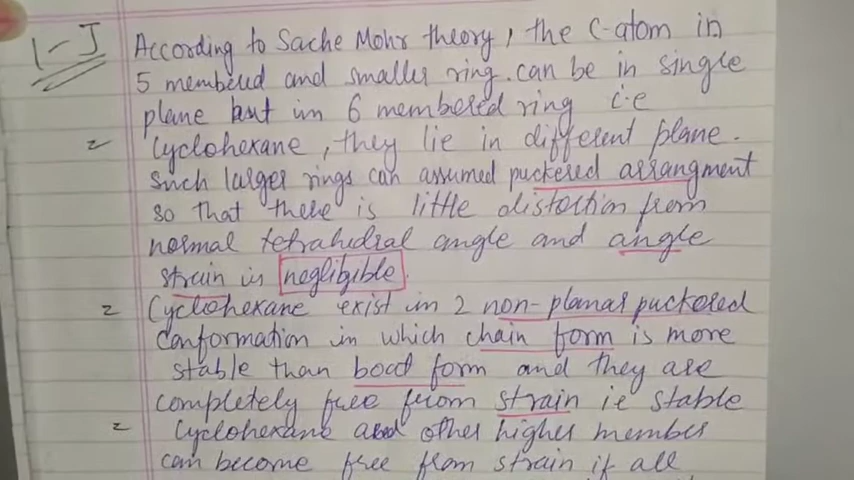 1-J
According to Sache Mohr theory, the C-atom in
5 membered and smaller ring can be in single
plane but in 6 membered ring i.e
Cyclohexane, they lie in different plane.
Such larger rings can assumed puckered arrangment
so that there is little distortion from
normal tetrahedral angle and angle
strain is negligible.
Cyclohexane exist in 2 non-planar puckered
conformation in which chain form is more
stable than boat form and they are
completely free from strain ie stable
Cyclohexane and other higher member
can become free from strain if all